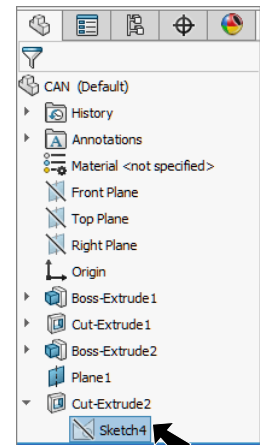 CAN (Default)
History
A Annotations
Material <not specified>
Front Plane
Top Plane
Right Plane
Origin
Boss-Extrude1
Cut-Extrude1
Boss-Extrude2
Plane1
Cut-Extrude2
Sketch4